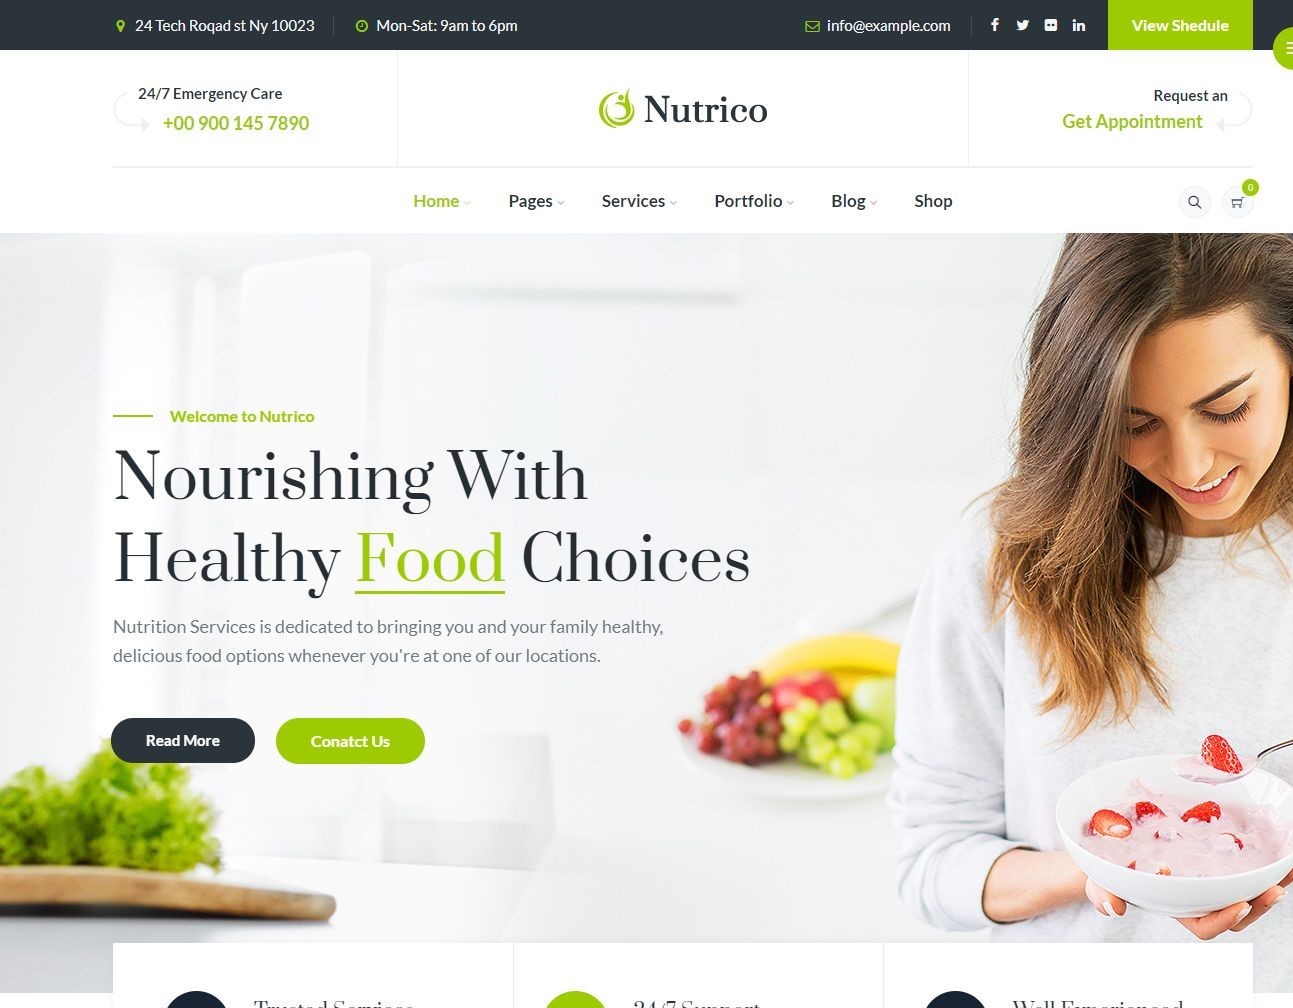 24 Tech Roqad st Ny 10023
Mon-Sat: 9am to 6pm
info@example.com
View Shedule
24/7 Emergency Care
+00 900 145 7890
Nutrico
Request an
Get Appointment
Home
Pages
Services
Portfolio
Blog
Shop
0
Welcome to Nutrico
Nourishing With
Healthy Food Choices
Nutrition Services is dedicated to bringing you and your family healthy,
delicious food options whenever you're at one of our locations.
Read More
Conatct Us
Trusted Services
24/7 Support
Well Experienced